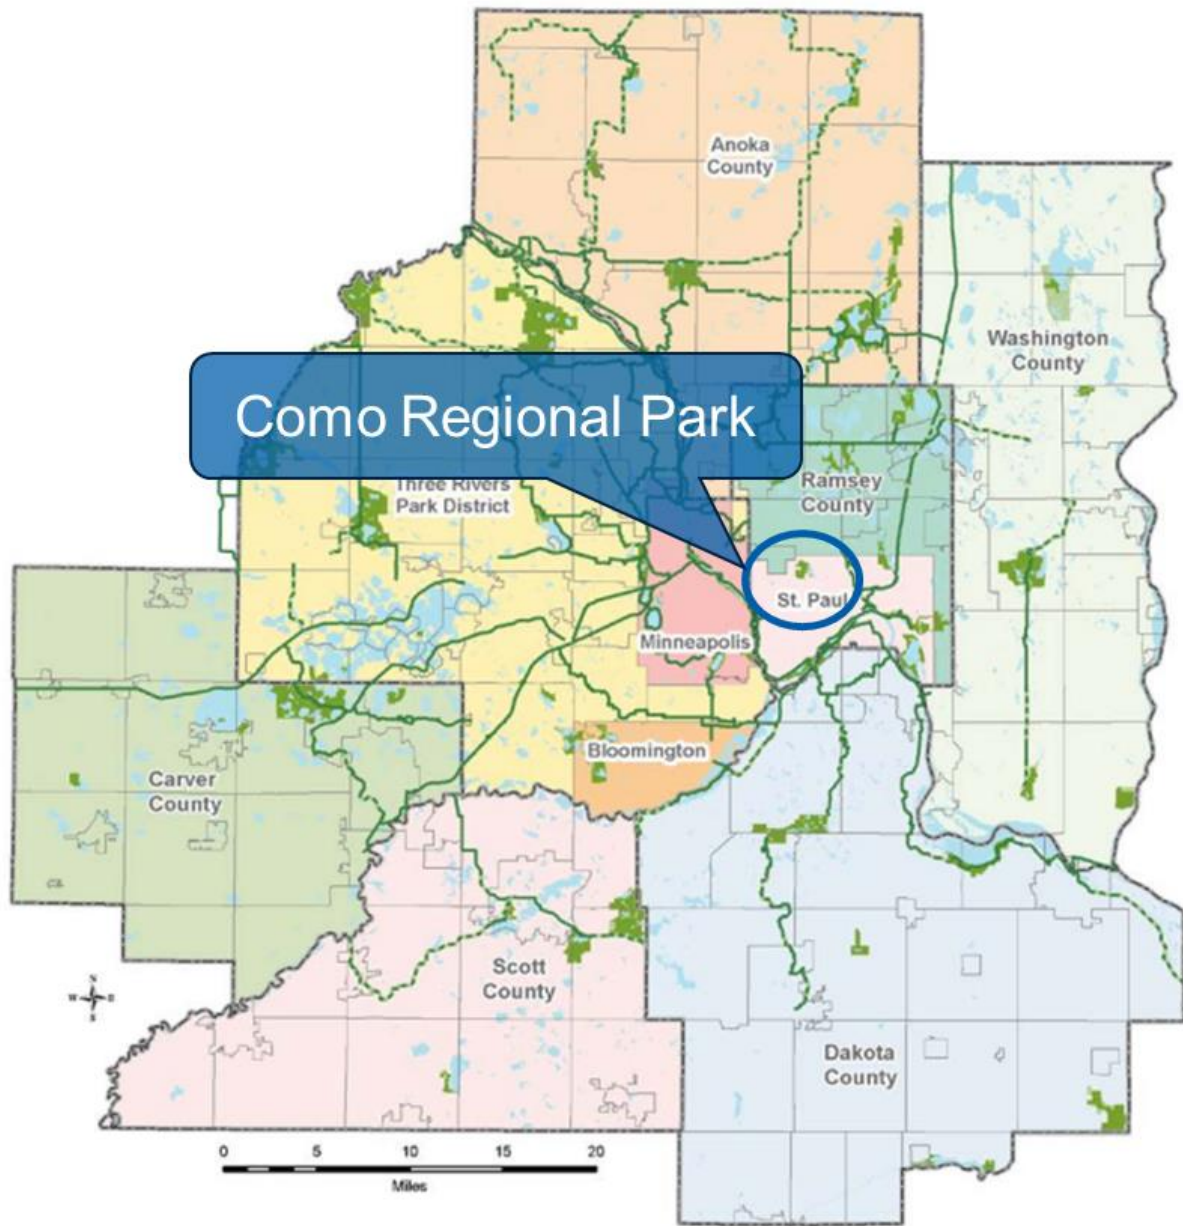 Anoka
County
Washington
County
Como Regional Park
Three Rivers
Park District
Ramsey
County
St. Paul
Minneapolis
Bloomington
Carver
County
Scott
County
Dakota
County
N
W E
S
0 5 10 15 20
Miles